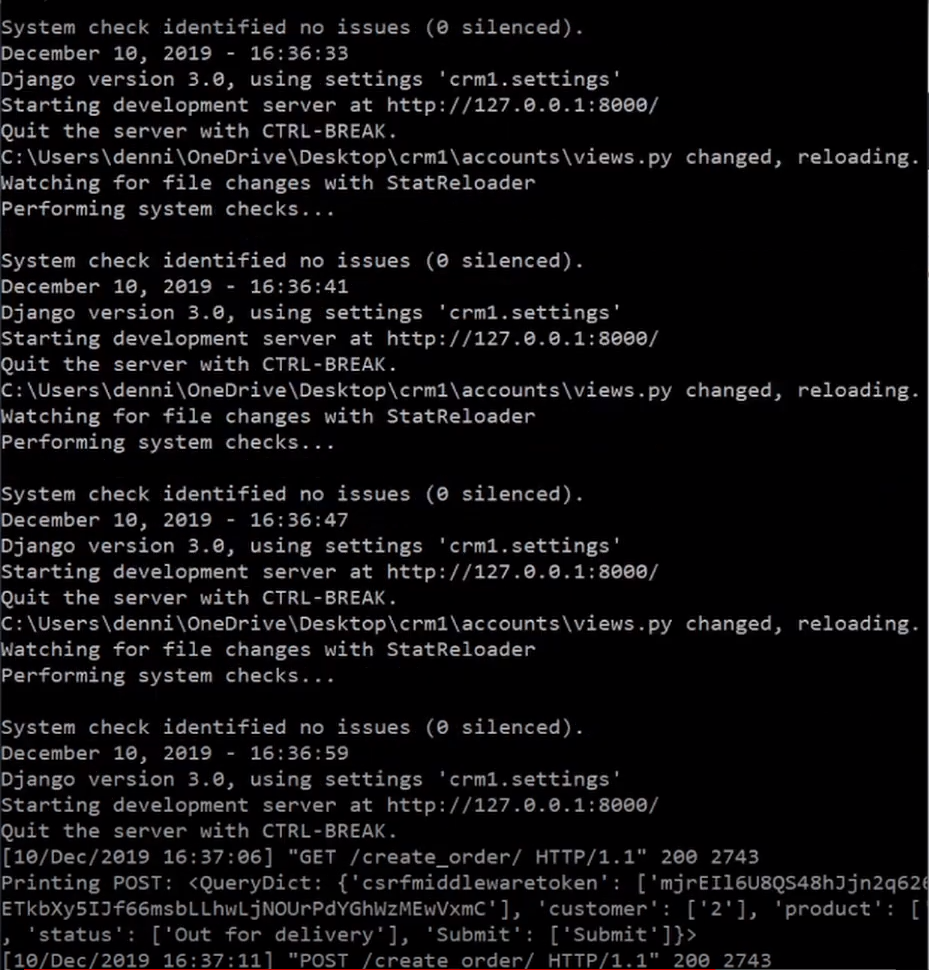 System check identified no issues (0 silenced).
December 10, 2019 - 16:36:33
Django version 3.0, using settings 'crm1.settings'
Starting development server at http://127.0.0.1:8000/
Quit the server with CTRL-BREAK.
C:\Users\denni\OneDrive\Desktop\crm1\accounts\views.py changed, reloading.
Watching for file changes with StatReloader
Performing system checks...
System check identified no issues (0 silenced).
December 10, 2019 - 16:36:41
Django version 3.0, using settings 'crm1.settings'
Starting development server at http://127.0.0.1:8000/
Quit the server with CTRL-BREAK.
C:\Users\denni\OneDrive\Desktop\crm1\accounts\views.py changed, reloading.
Watching for file changes with StatReloader
Performing system checks...
System check identified no issues (0 silenced).
December 10, 2019 - 16:36:47
Django version 3.0, using settings 'crm1.settings'
Starting development server at http://127.0.0.1:8000/
Quit the server with CTRL-BREAK.
C:\Users\denni\OneDrive\Desktop\crm1\accounts\views.py changed, reloading.
Watching for file changes with StatReloader
Performing system checks...
System check identified no issues (0 silenced).
December 10, 2019 - 16:36:59
Django version 3.0, using settings 'crm1.settings'
Starting development server at http://127.0.0.1:8000/
Quit the server with CTRL-BREAK.
[10/Dec/2019 16:37:06] "GET /create_order/ HTTP/1.1" 200 2743
Printing POST: <QueryDict: {'csrfmiddlewaretoken': ['mjrEIl6U8QS48hJjn2q626
ETkbXy5IJf66msbLLhwLjNOUrPdYGhWzMEwVxmC'], 'customer': ['2'], 'product': ['
, 'status': ['Out for delivery'], 'Submit': ['Submit']}>
[10/Dec/2019 16:37:11] "POST /create_order/ HTTP/1.1" 200 2743